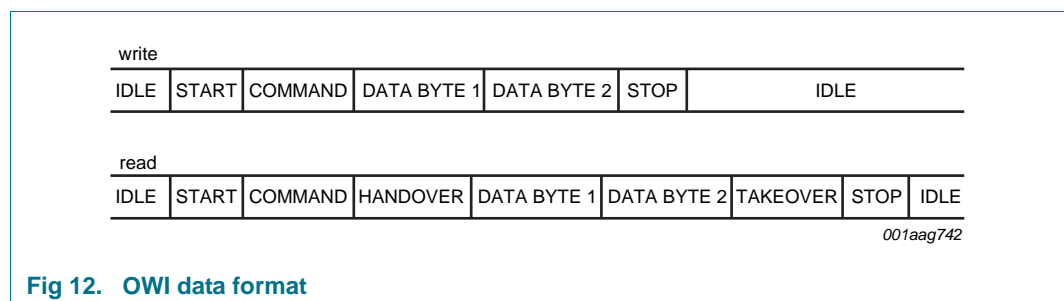 write
IDLE START COMMAND DATA BYTE 1 DATA BYTE 2 STOP IDLE
read
IDLE START COMMAND HANDOVER DATA BYTE 1 DATA BYTE 2 TAKEOVER STOP IDLE
001aag742
Fig 12. OWI data format